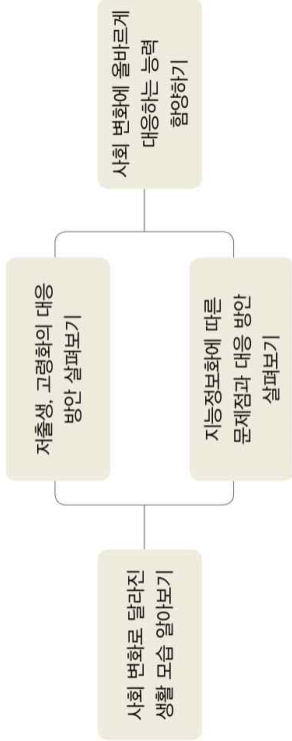 사회 변화로 달라진
생활 모습 알아보기
저출생, 고령화의 대응
방안 살펴보기
지능정보화에 따른
문제점과 대응 방안
살펴보기
사회 변화에 올바르게
대응하는 능력
함양하기